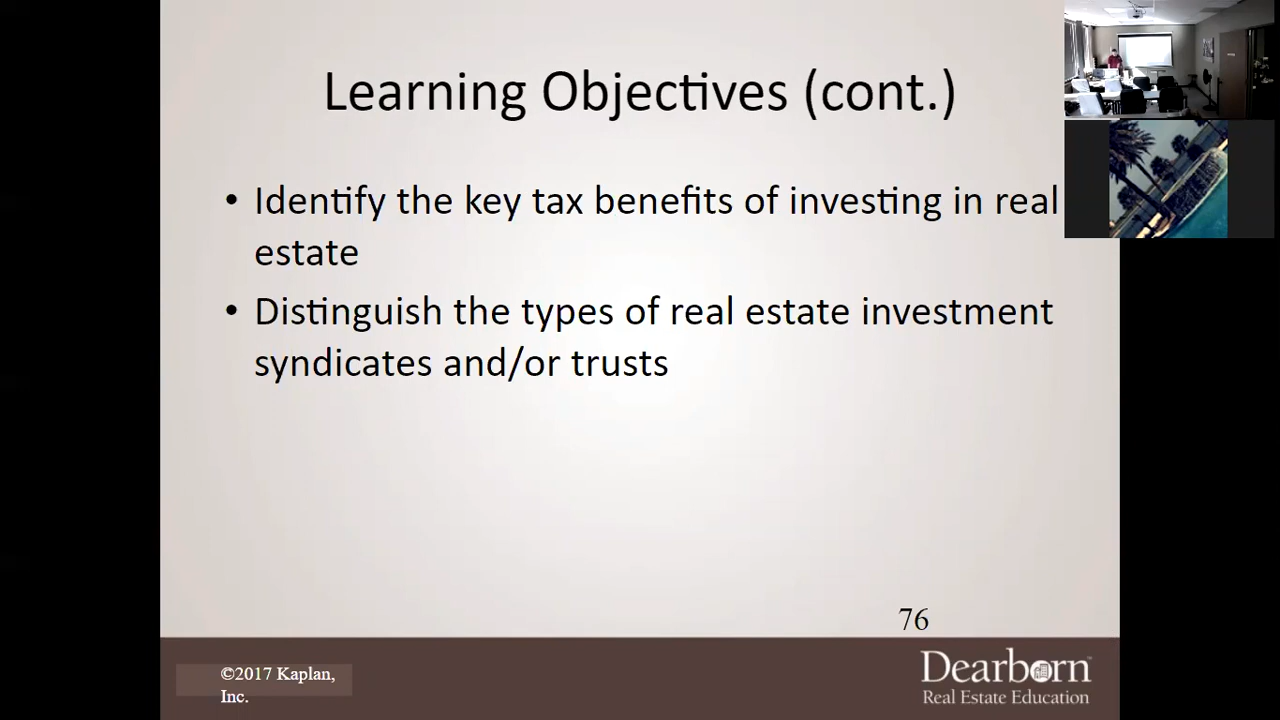 Learning Objectives (cont.)
• Identify the key tax benefits of investing in real
estate
• Distinguish the types of real estate investment
syndicates and/or trusts
76
©2017 Kaplan,
Inc.
Dearborn™
Real Estate Education